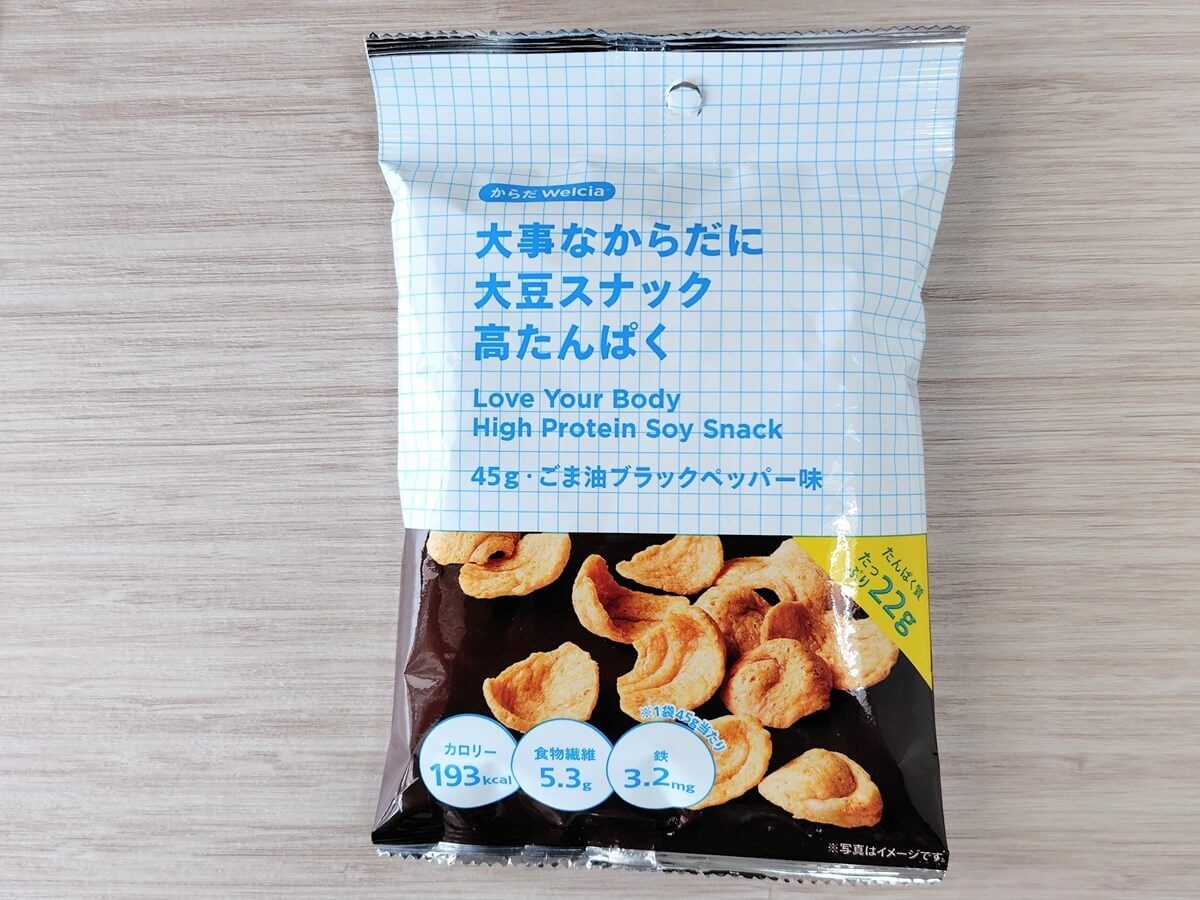 からだ welcia
大事なからだに
大豆スナック
高たんぱく
Love Your Body
High Protein Soy Snack
45g・ごま油ブラックペッパー味
たんぱく質
たっぷり22g
※1袋45g当たり
カロリー
193kcal
食物繊維
5.3g
鉄
3.2mg
※写真はイメージです。